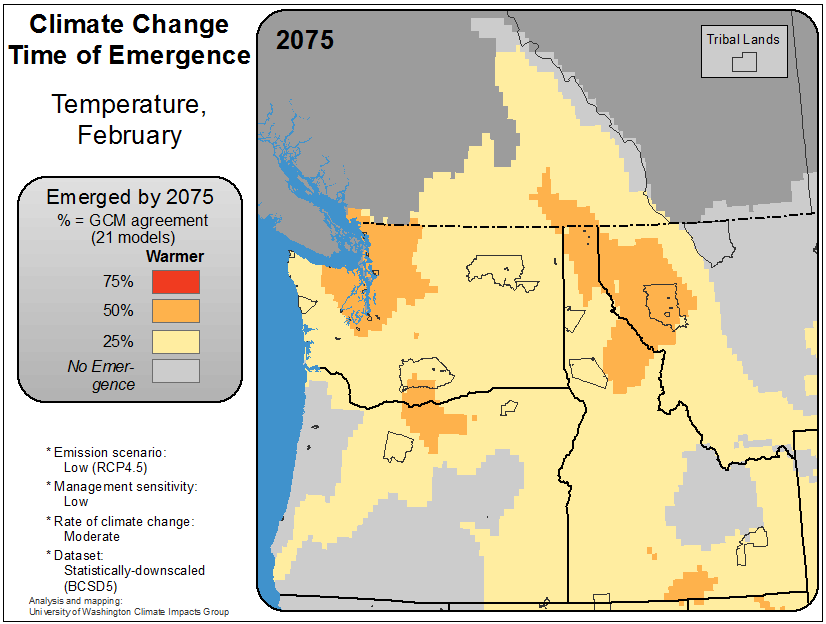 Climate Change
Time of Emergence
Temperature,
February
Emerged by 2075
% = GCM agreement
(21 models)
Warmer
75%
50%
25%
No Emer-
gence
* Emission scenario:
Low (RCP4.5)
* Management sensitivity:
Low
* Rate of climate change:
Moderate
* Dataset:
Statistically-downscaled
(BCSD5)
Analysis and mapping:
University of Washington Climate Impacts Group
2075
Tribal Lands